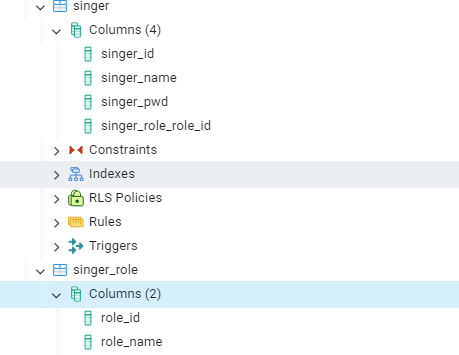 singer
Columns (4)
singer_id
singer_name
singer_pwd
singer_role_role_id
Constraints
Indexes
RLS Policies
Rules
Triggers
singer_role
Columns (2)
role_id
role_name